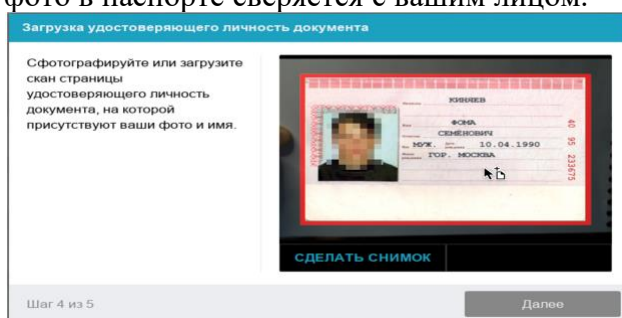 фото в паспорте сверяется с вашим лицом.
Загрузка удостоверяющего личность документа
Сфотографируйте или загрузите
скан страницы
удостоверяющего личность
документа, на которой
присутствуют ваши фото и имя.
КИНЯЕВ
ФОМА
СЕМЁНОВИЧ
МУЖ. 10.04.1990
ГОР. МОСКВА
40 95 233675
СДЕЛАТЬ СНИМОК
Шаг 4 из 5
Далее